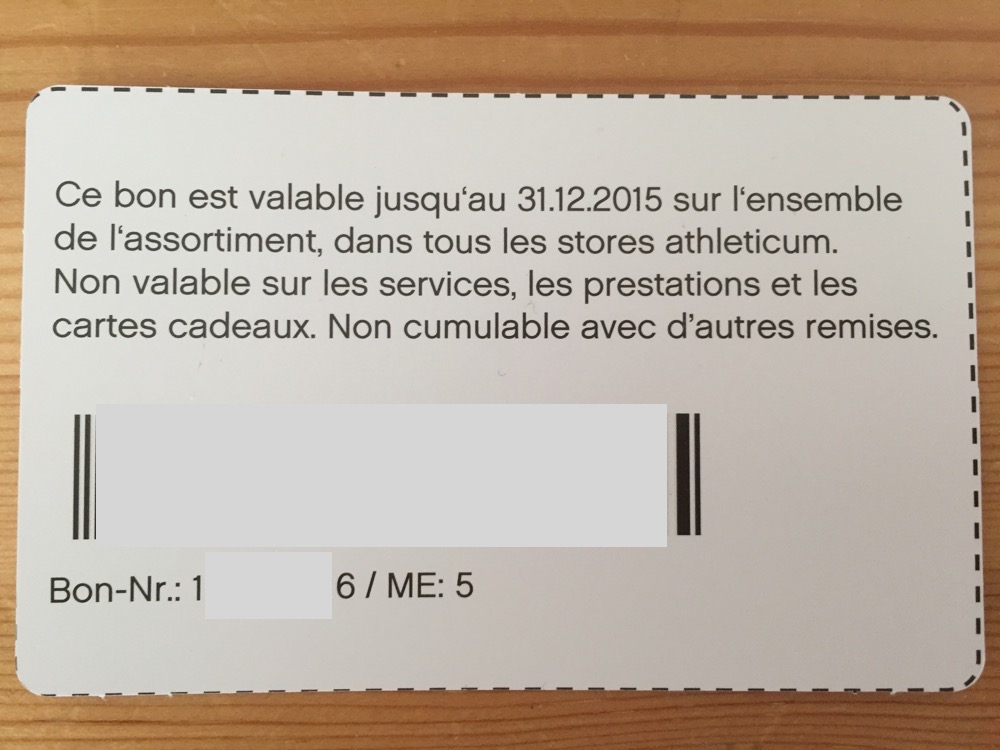 Ce bon est valable jusqu‘au 31.12.2015 sur l‘ensemble
de l‘assortiment, dans tous les stores athleticum.
Non valable sur les services, les prestations et les
cartes cadeaux. Non cumulable avec d’autres remises.
Bon-Nr.: 1 6 / ME: 5